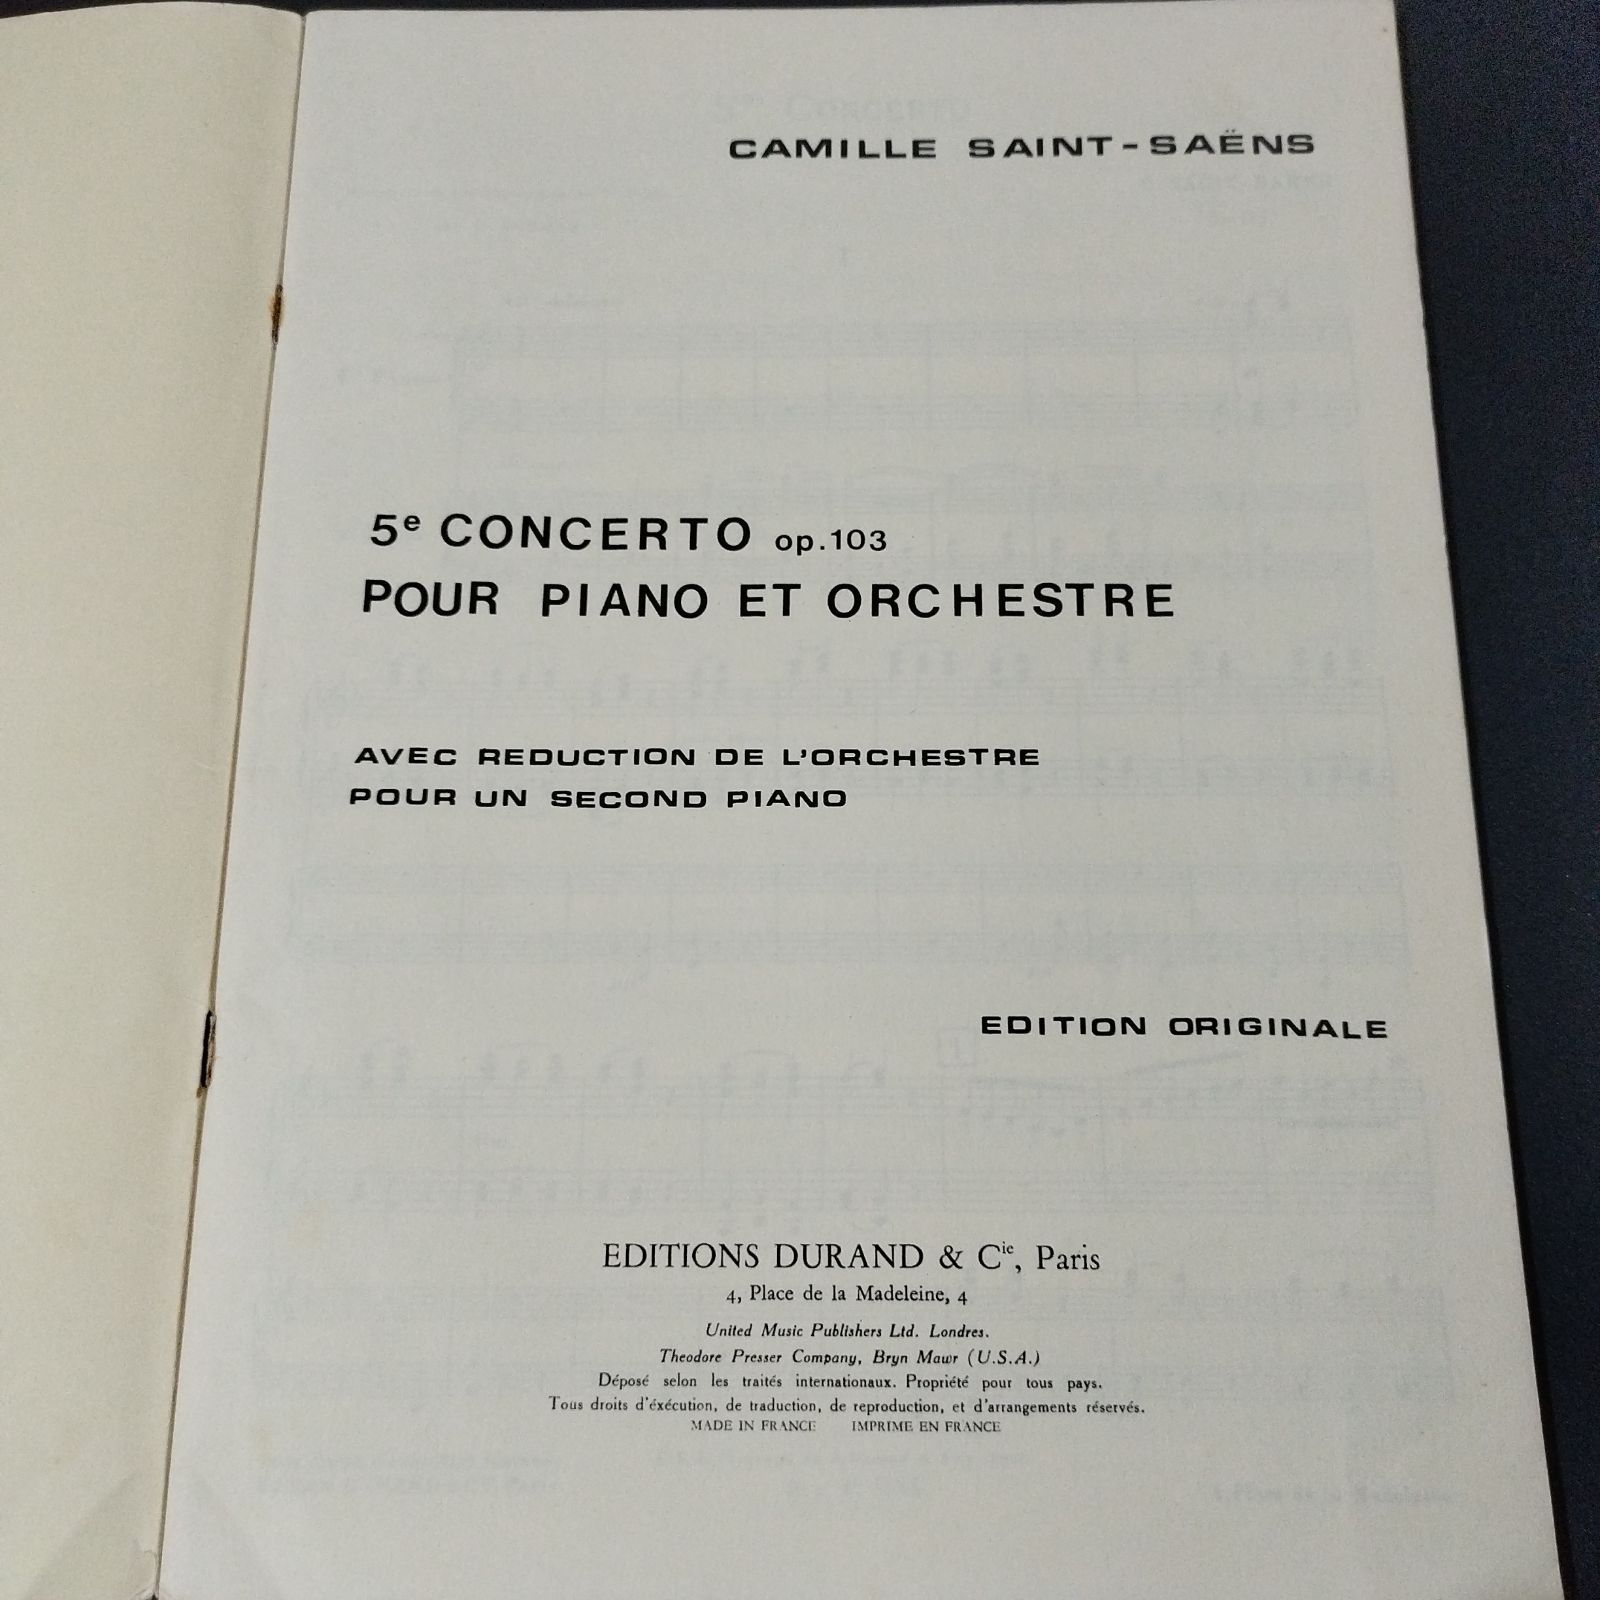 CAMILLE SAINT-SAËNS
5e CONCERTO op.103
POUR PIANO ET ORCHESTRE
AVEC REDUCTION DE L'ORCHESTRE
POUR UN SECOND PIANO
EDITION ORIGINALE
EDITIONS DURAND & Cie, Paris
4, Place de la Madeleine, 4
United Music Publishers Ltd. Londres.
Theodore Presser Company, Bryn Mawr (U.S.A.)
Déposé selon les traités internationaux. Propriété pour tous pays.
Tous droits d'éxécution, de traduction, de reproduction, et d'arrangements réservés.
MADE IN FRANCE IMPRIME EN FRANCE